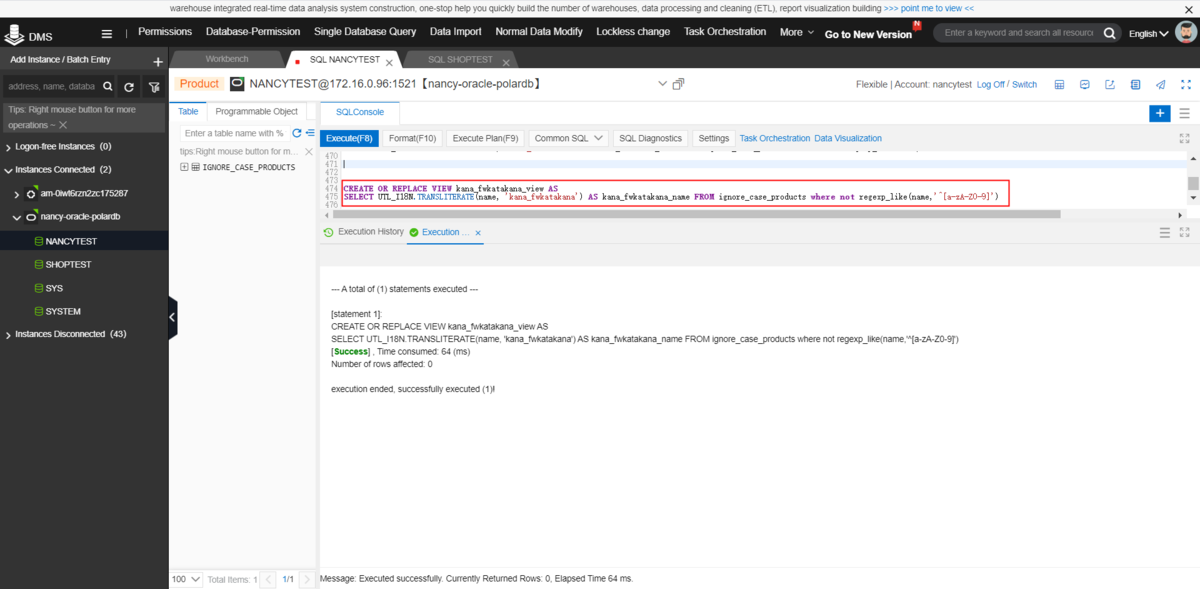 warehouse integrated real-time data analysis system construction, one-stop help you quickly build the number of warehouses, data processing and cleaning (ETL), report visualization building >>> point me to view <<
DMS
Permissions Database-Permission Single Database Query Data Import Normal Data Modify Lockless change Task Orchestration More Go to New Version N Enter a keyword and search all resourc English
Add Instance / Batch Entry
Workbench SQL NANCYTEST SQL SHOPTEST
address, name, databa
Product NANCYTEST@172.16.0.96:1521【nancy-oracle-polardb】 Flexible | Account: nancytest Log Off / Switch
Tips: Right mouse button for more
operations ~
Table Programmable Object SQLConsole
Enter a table name with %
Execute(F8) Format(F10) Execute Plan(F9) Common SQL SQL Diagnostics Settings Task Orchestration Data Visualization
tips:Right mouse button for m...
IGNORE_CASE_PRODUCTS
Logon-free Instances (0)
Instances Connected (2)
am-0iwt6rzn2zc175287
nancy-oracle-polardb
NANCYTEST
SHOPTEST
SYS
SYSTEM
Instances Disconnected (43)
470
471
472
473
474 CREATE OR REPLACE VIEW kana_fwkatakana_view AS
475 SELECT UTL_I18N.TRANSLITERATE(name, 'kana_fwkatakana') AS kana_fwkatakana_name FROM ignore_case_products where not regexp_like(name,'^[a-zA-Z0-9]')
476
Execution History Execution ...
--- A total of (1) statements executed ---
[statement 1]:
CREATE OR REPLACE VIEW kana_fwkatakana_view AS
SELECT UTL_I18N.TRANSLITERATE(name, 'kana_fwkatakana') AS kana_fwkatakana_name FROM ignore_case_products where not regexp_like(name,'^[a-zA-Z0-9]')
[Success] , Time consumed: 64 (ms)
Number of rows affected: 0
execution ended, successfully executed (1)!
100 Total Items: 1 1/1
Message: Executed successfully. Currently Returned Rows: 0, Elapsed Time 64 ms.